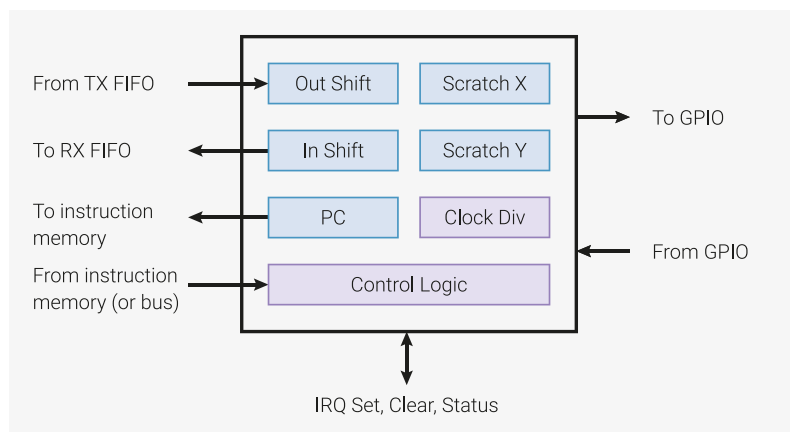 From TX FIFO
Out Shift
Scratch X
To GPIO
To RX FIFO
In Shift
Scratch Y
To instruction
memory
PC
Clock Div
From GPIO
From instruction
memory (or bus)
Control Logic
IRQ Set, Clear, Status